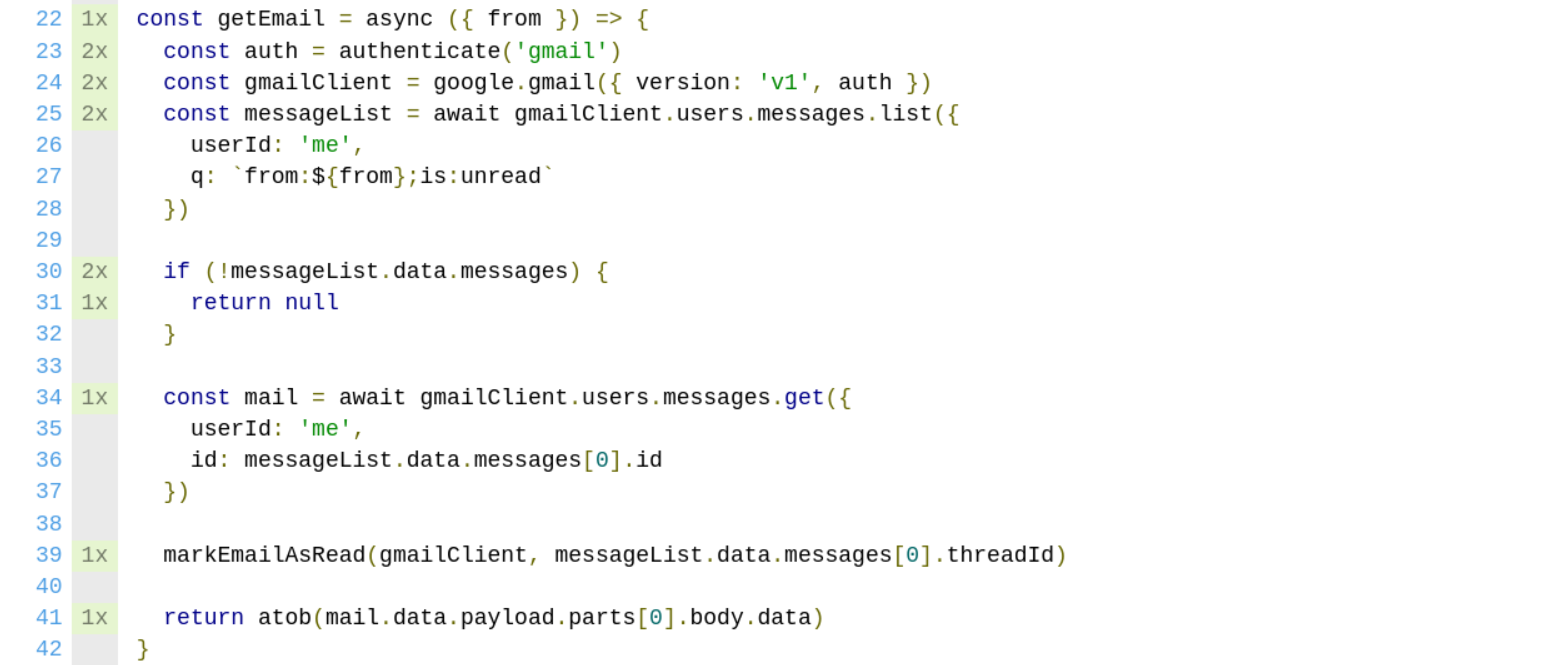 22 1x const getEmail = async ({ from }) => {
23 2x   const auth = authenticate('gmail')
24 2x   const gmailClient = google.gmail({ version: 'v1', auth })
25 2x   const messageList = await gmailClient.users.messages.list({
26        userId: 'me',
27        q: `from:${from};is:unread`
28      })
29
30 2x   if (!messageList.data.messages) {
31 1x     return null
32      }
33
34 1x   const mail = await gmailClient.users.messages.get({
35        userId: 'me',
36        id: messageList.data.messages[0].id
37      })
38
39 1x   markEmailAsRead(gmailClient, messageList.data.messages[0].threadId)
40
41 1x   return atob(mail.data.payload.parts[0].body.data)
42    }